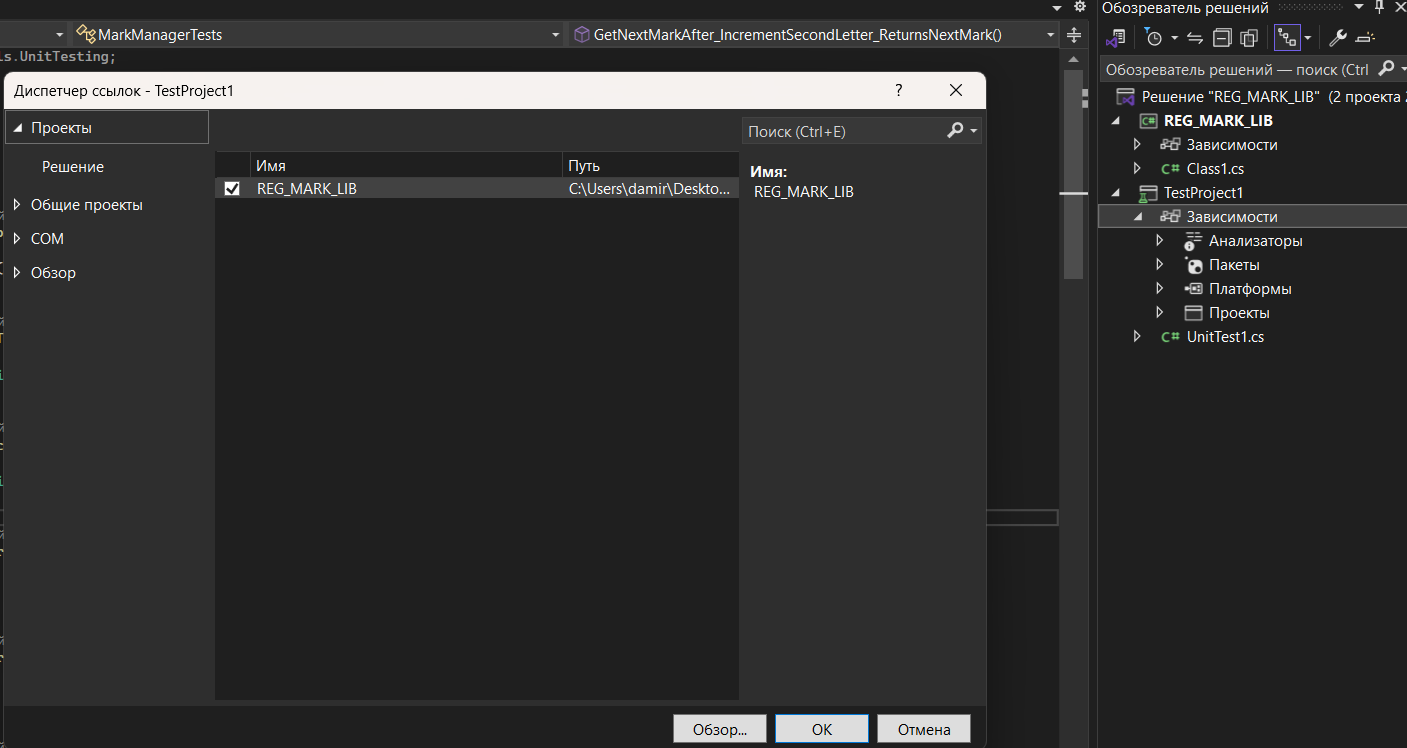 Обозреватель решений
MarkManagerTests
GetNextMarkAfter_IncrementSecondLetter_ReturnsNextMark()
ls.UnitTesting;
Обозреватель решений — поиск (Ctrl
Диспетчер ссылок - TestProject1
?
Решение "REG_MARK_LIB" (2 проекта
Проекты
Поиск (Ctrl+E)
REG_MARK_LIB
Решение
Имя
Путь
Имя:
Зависимости
REG_MARK_LIB
C:\Users\damir\Deskto...
REG_MARK_LIB
C# Class1.cs
Общие проекты
TestProject1
COM
Зависимости
Обзор
Анализаторы
Пакеты
Платформы
Проекты
C# UnitTest1.cs
Обзор...
ОК
Отмена